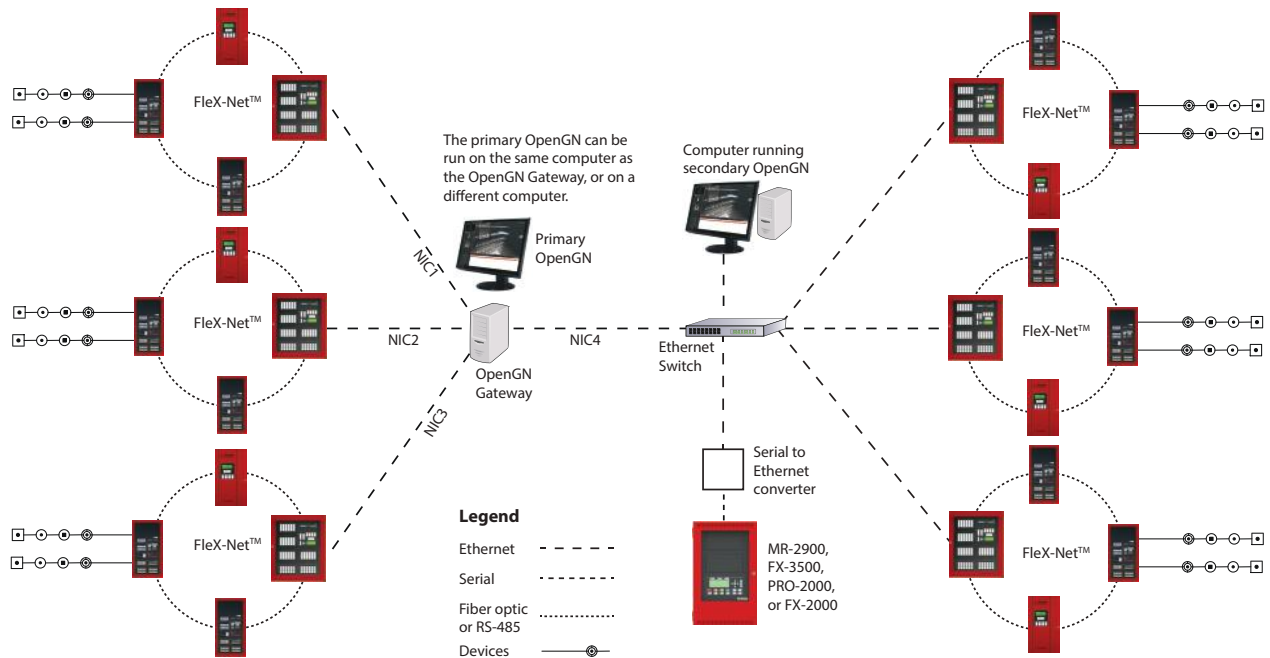 FleX-Net™
FleX-Net™
FleX-Net™
The primary OpenGN can be
run on the same computer as
the OpenGN Gateway, or on a
different computer.
Primary
OpenGN
NIC1
NIC2
NIC3
OpenGN
Gateway
NIC4
Computer running
secondary OpenGN
Ethernet
Switch
Serial to
Ethernet
converter
MR-2900,
FX-3500,
PRO-2000,
or FX-2000
FleX-Net™
FleX-Net™
FleX-Net™
Legend
Ethernet
Serial
Fiber optic
or RS-485
Devices